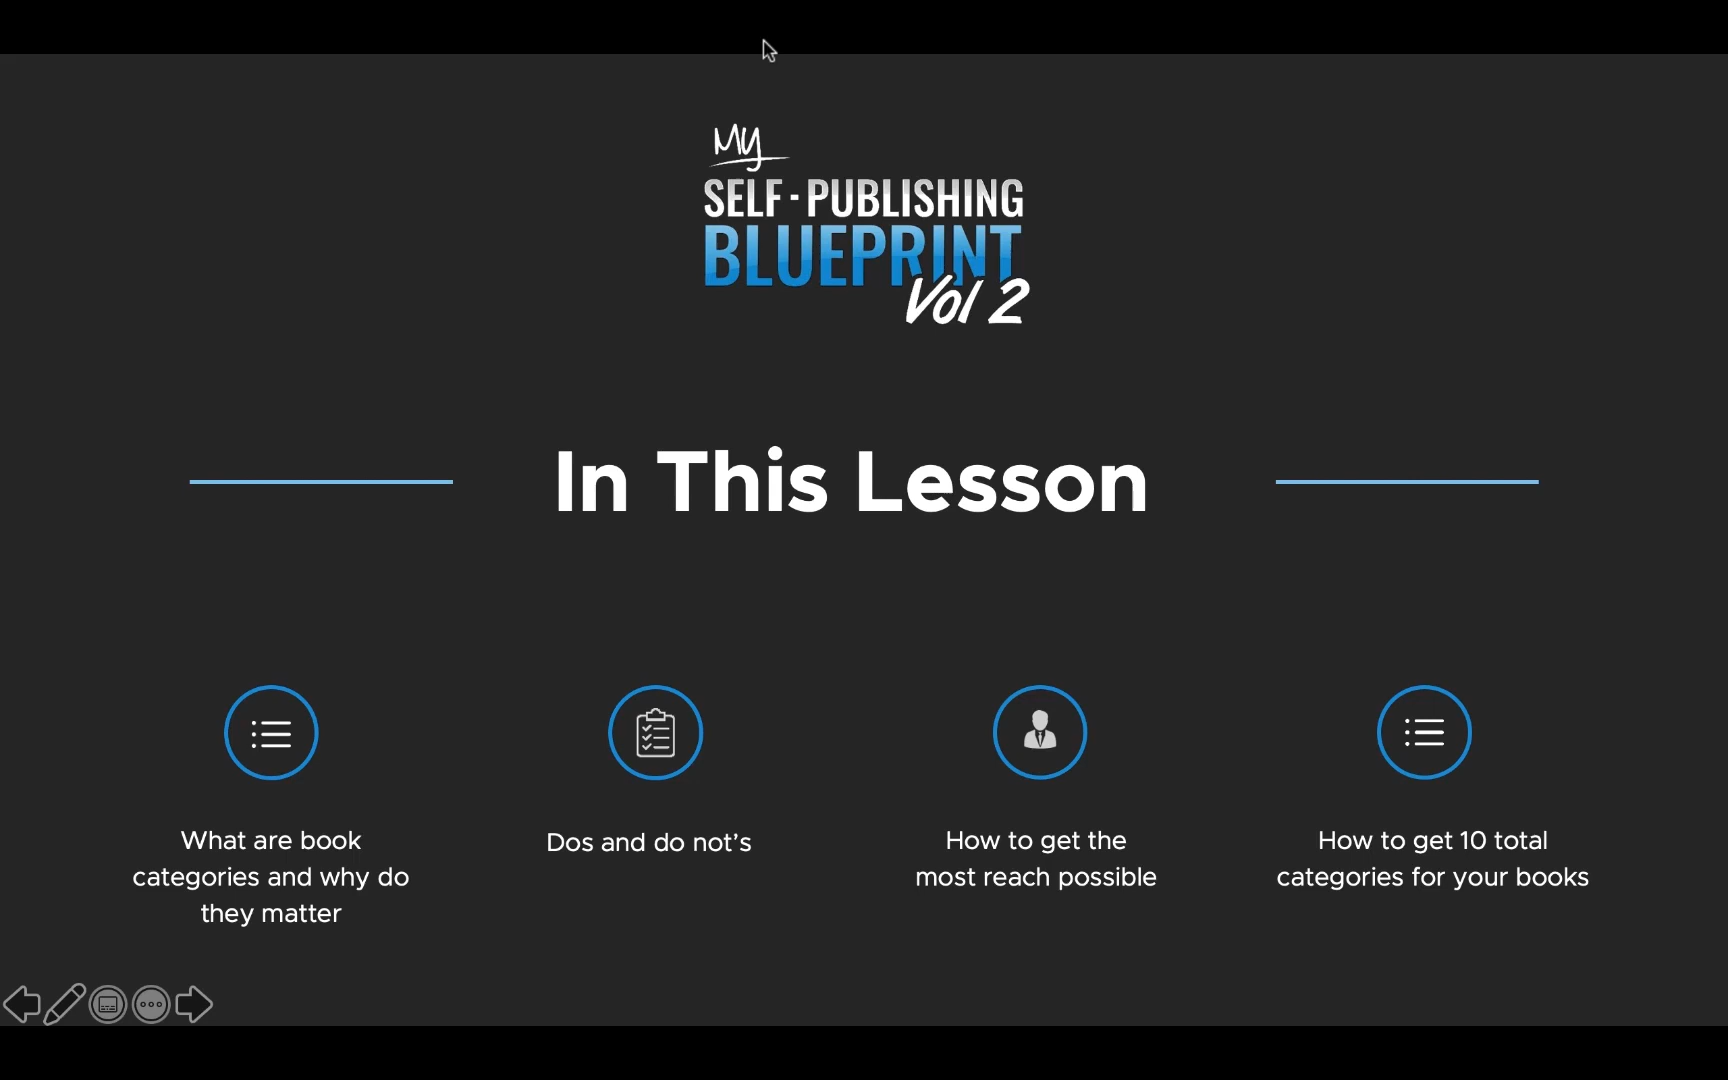 My
SELF-PUBLISHING
BLUEPRINT
Vol 2
In This Lesson
What are book
categories and why do
they matter
Dos and do not’s
How to get the
most reach possible
How to get 10 total
categories for your books